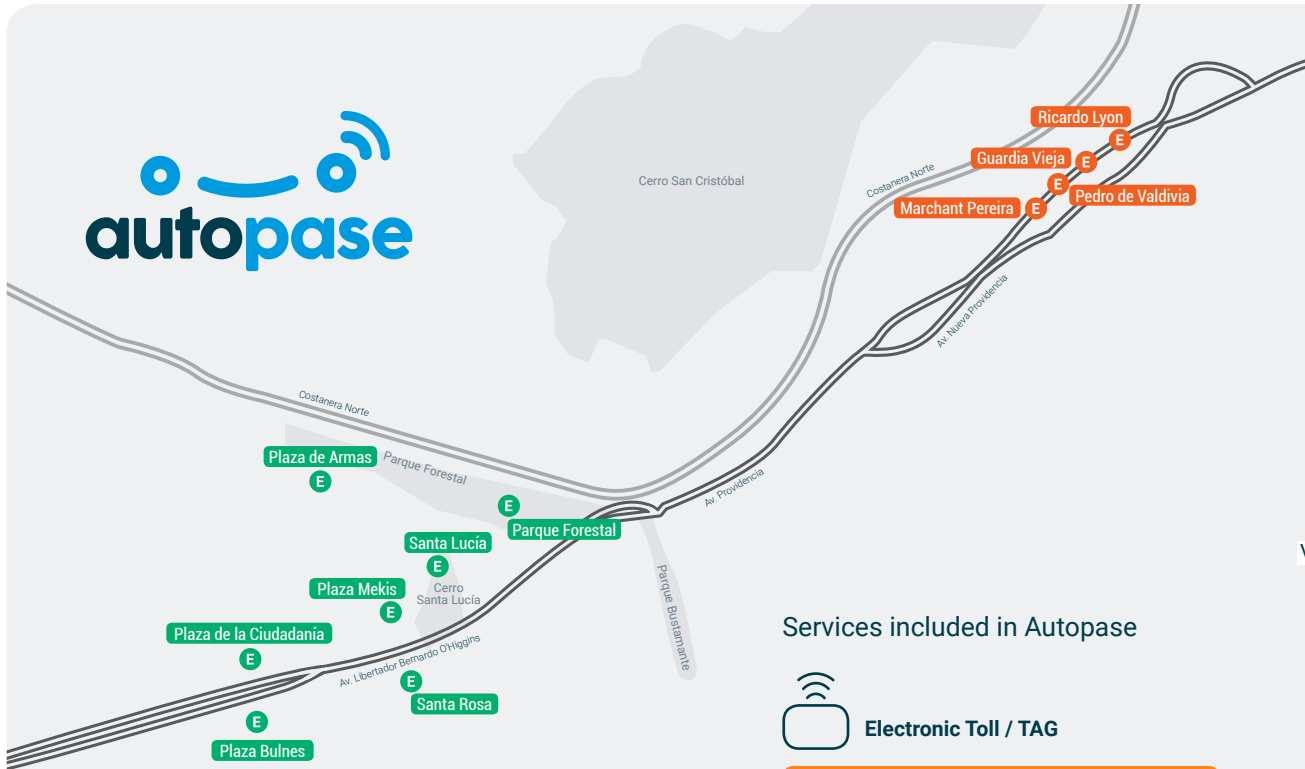 autopase
Cerro San Cristóbal
Costanera Norte
Ricardo Lyon
E
Guardia Vieja
E
E
Pedro de Valdivia
Marchant Pereira
E
Av. Nueva Providencia
Costanera Norte
Plaza de Armas
E
Parque Forestal
Av. Providencia
E
Parque Forestal
Santa Lucía
E
Cerro
Santa Lucía
Plaza Mekis
E
Parque Bustamante
Plaza de la Ciudadanía
E
Av. Libertador Bernardo O'Higgins
E
Santa Rosa
E
Plaza Bulnes
Services included in Autopase
Electronic Toll / TAG